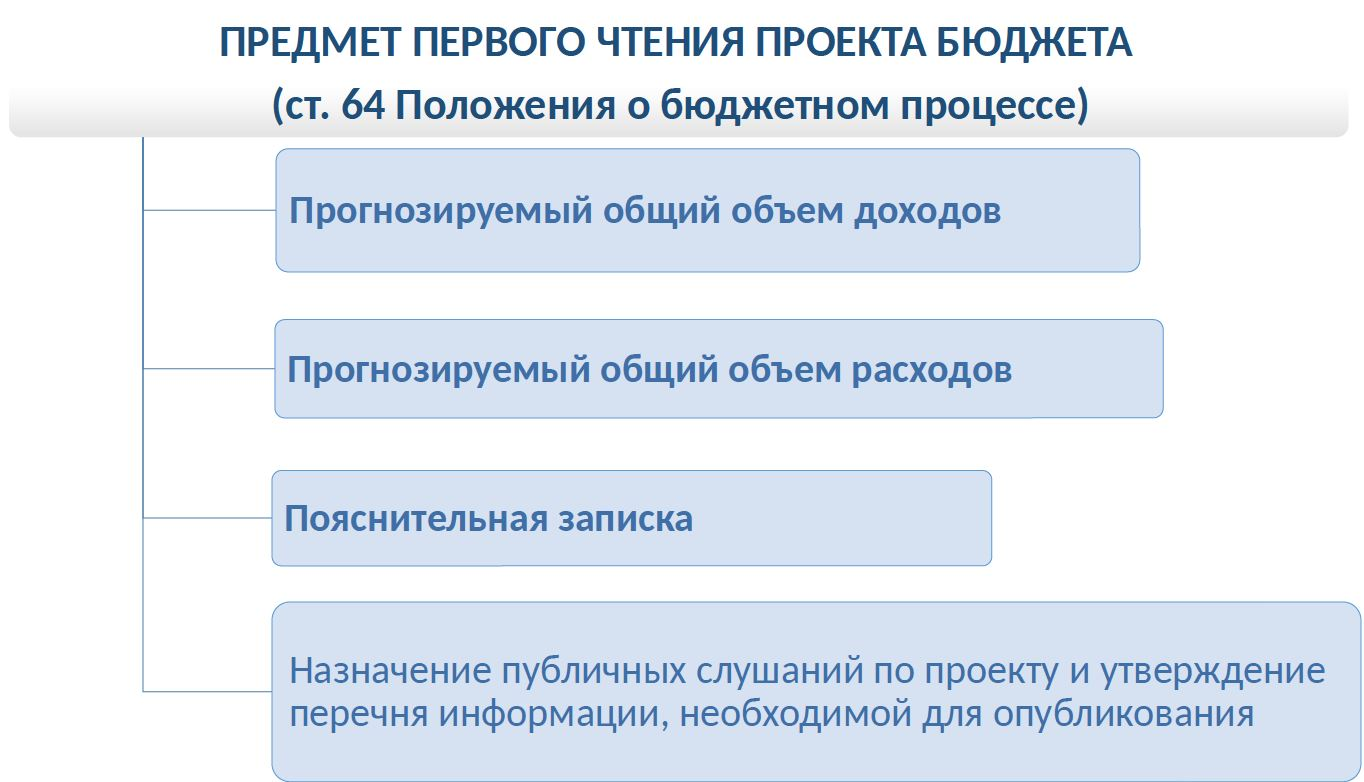 ПРЕДМЕТ ПЕРВОГО ЧТЕНИЯ ПРОЕКТА БЮДЖЕТА
(ст. 64 Положения о бюджетном процессе)
Прогнозируемый общий объем доходов
Прогнозируемый общий объем расходов
Пояснительная записка
Назначение публичных слушаний по проекту и утверждение
перечня информации, необходимой для опубликования